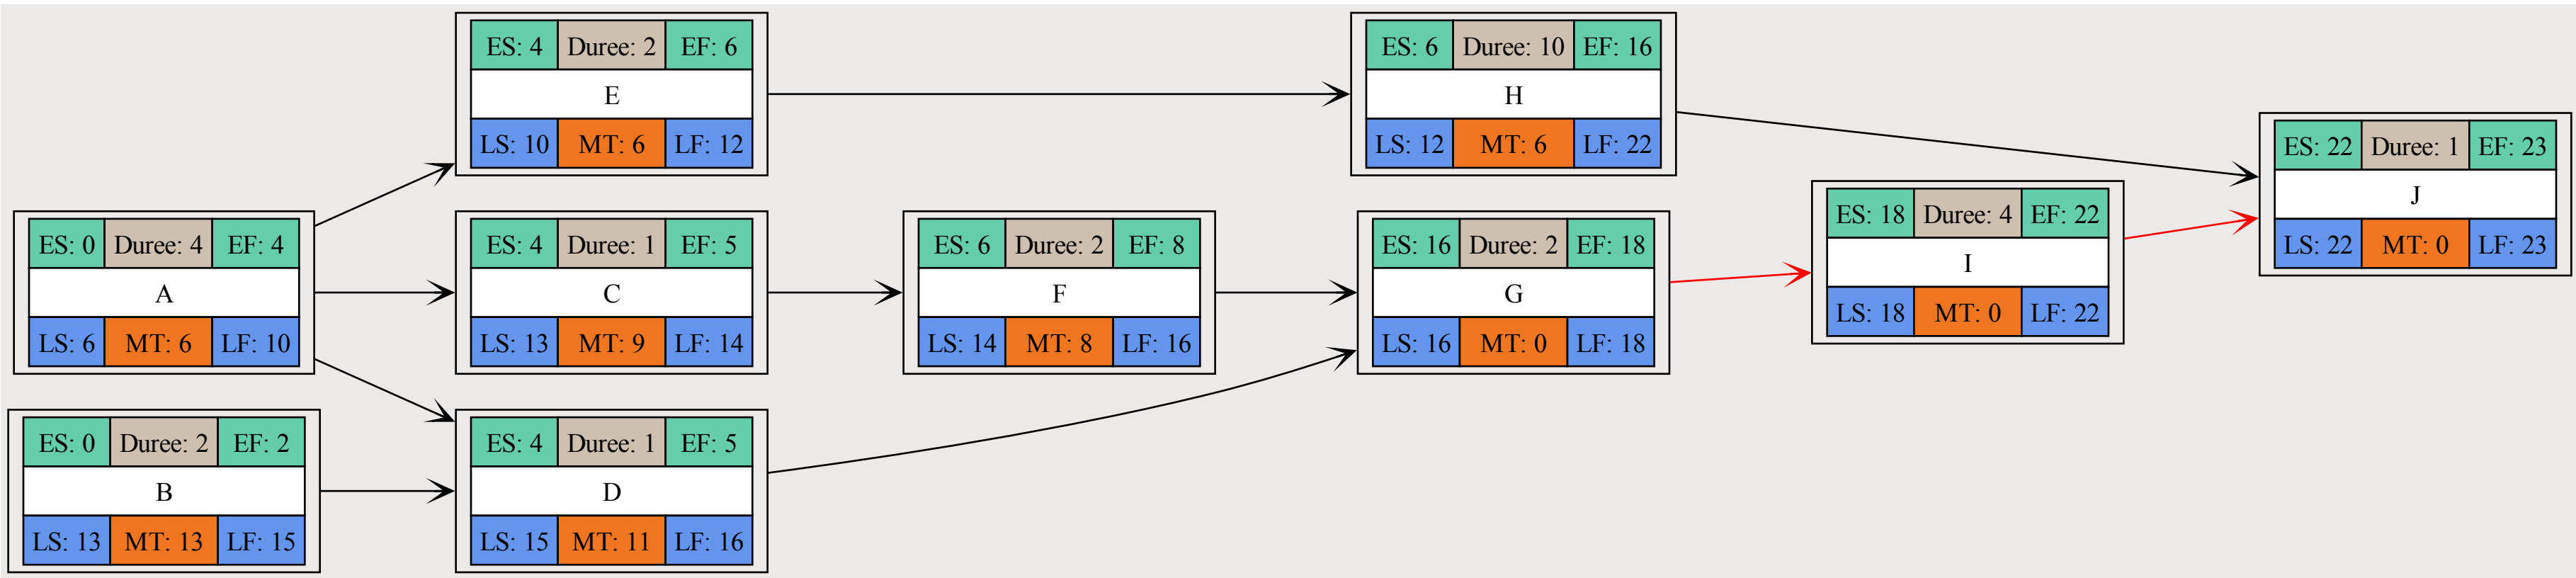 ES: 4 Duree: 2 EF: 6
E
LS: 10 MT: 6 LF: 12
ES: 6 Duree: 10 EF: 16
H
LS: 12 MT: 6 LF: 22
ES: 22 Duree: 1 EF: 23
J
LS: 22 MT: 0 LF: 23
ES: 18 Duree: 4 EF: 22
I
LS: 18 MT: 0 LF: 22
ES: 0 Duree: 4 EF: 4
A
LS: 6 MT: 6 LF: 10
ES: 4 Duree: 1 EF: 5
C
LS: 13 MT: 9 LF: 14
ES: 6 Duree: 2 EF: 8
F
LS: 14 MT: 8 LF: 16
ES: 16 Duree: 2 EF: 18
G
LS: 16 MT: 0 LF: 18
ES: 0 Duree: 2 EF: 2
B
LS: 13 MT: 13 LF: 15
ES: 4 Duree: 1 EF: 5
D
LS: 15 MT: 11 LF: 16